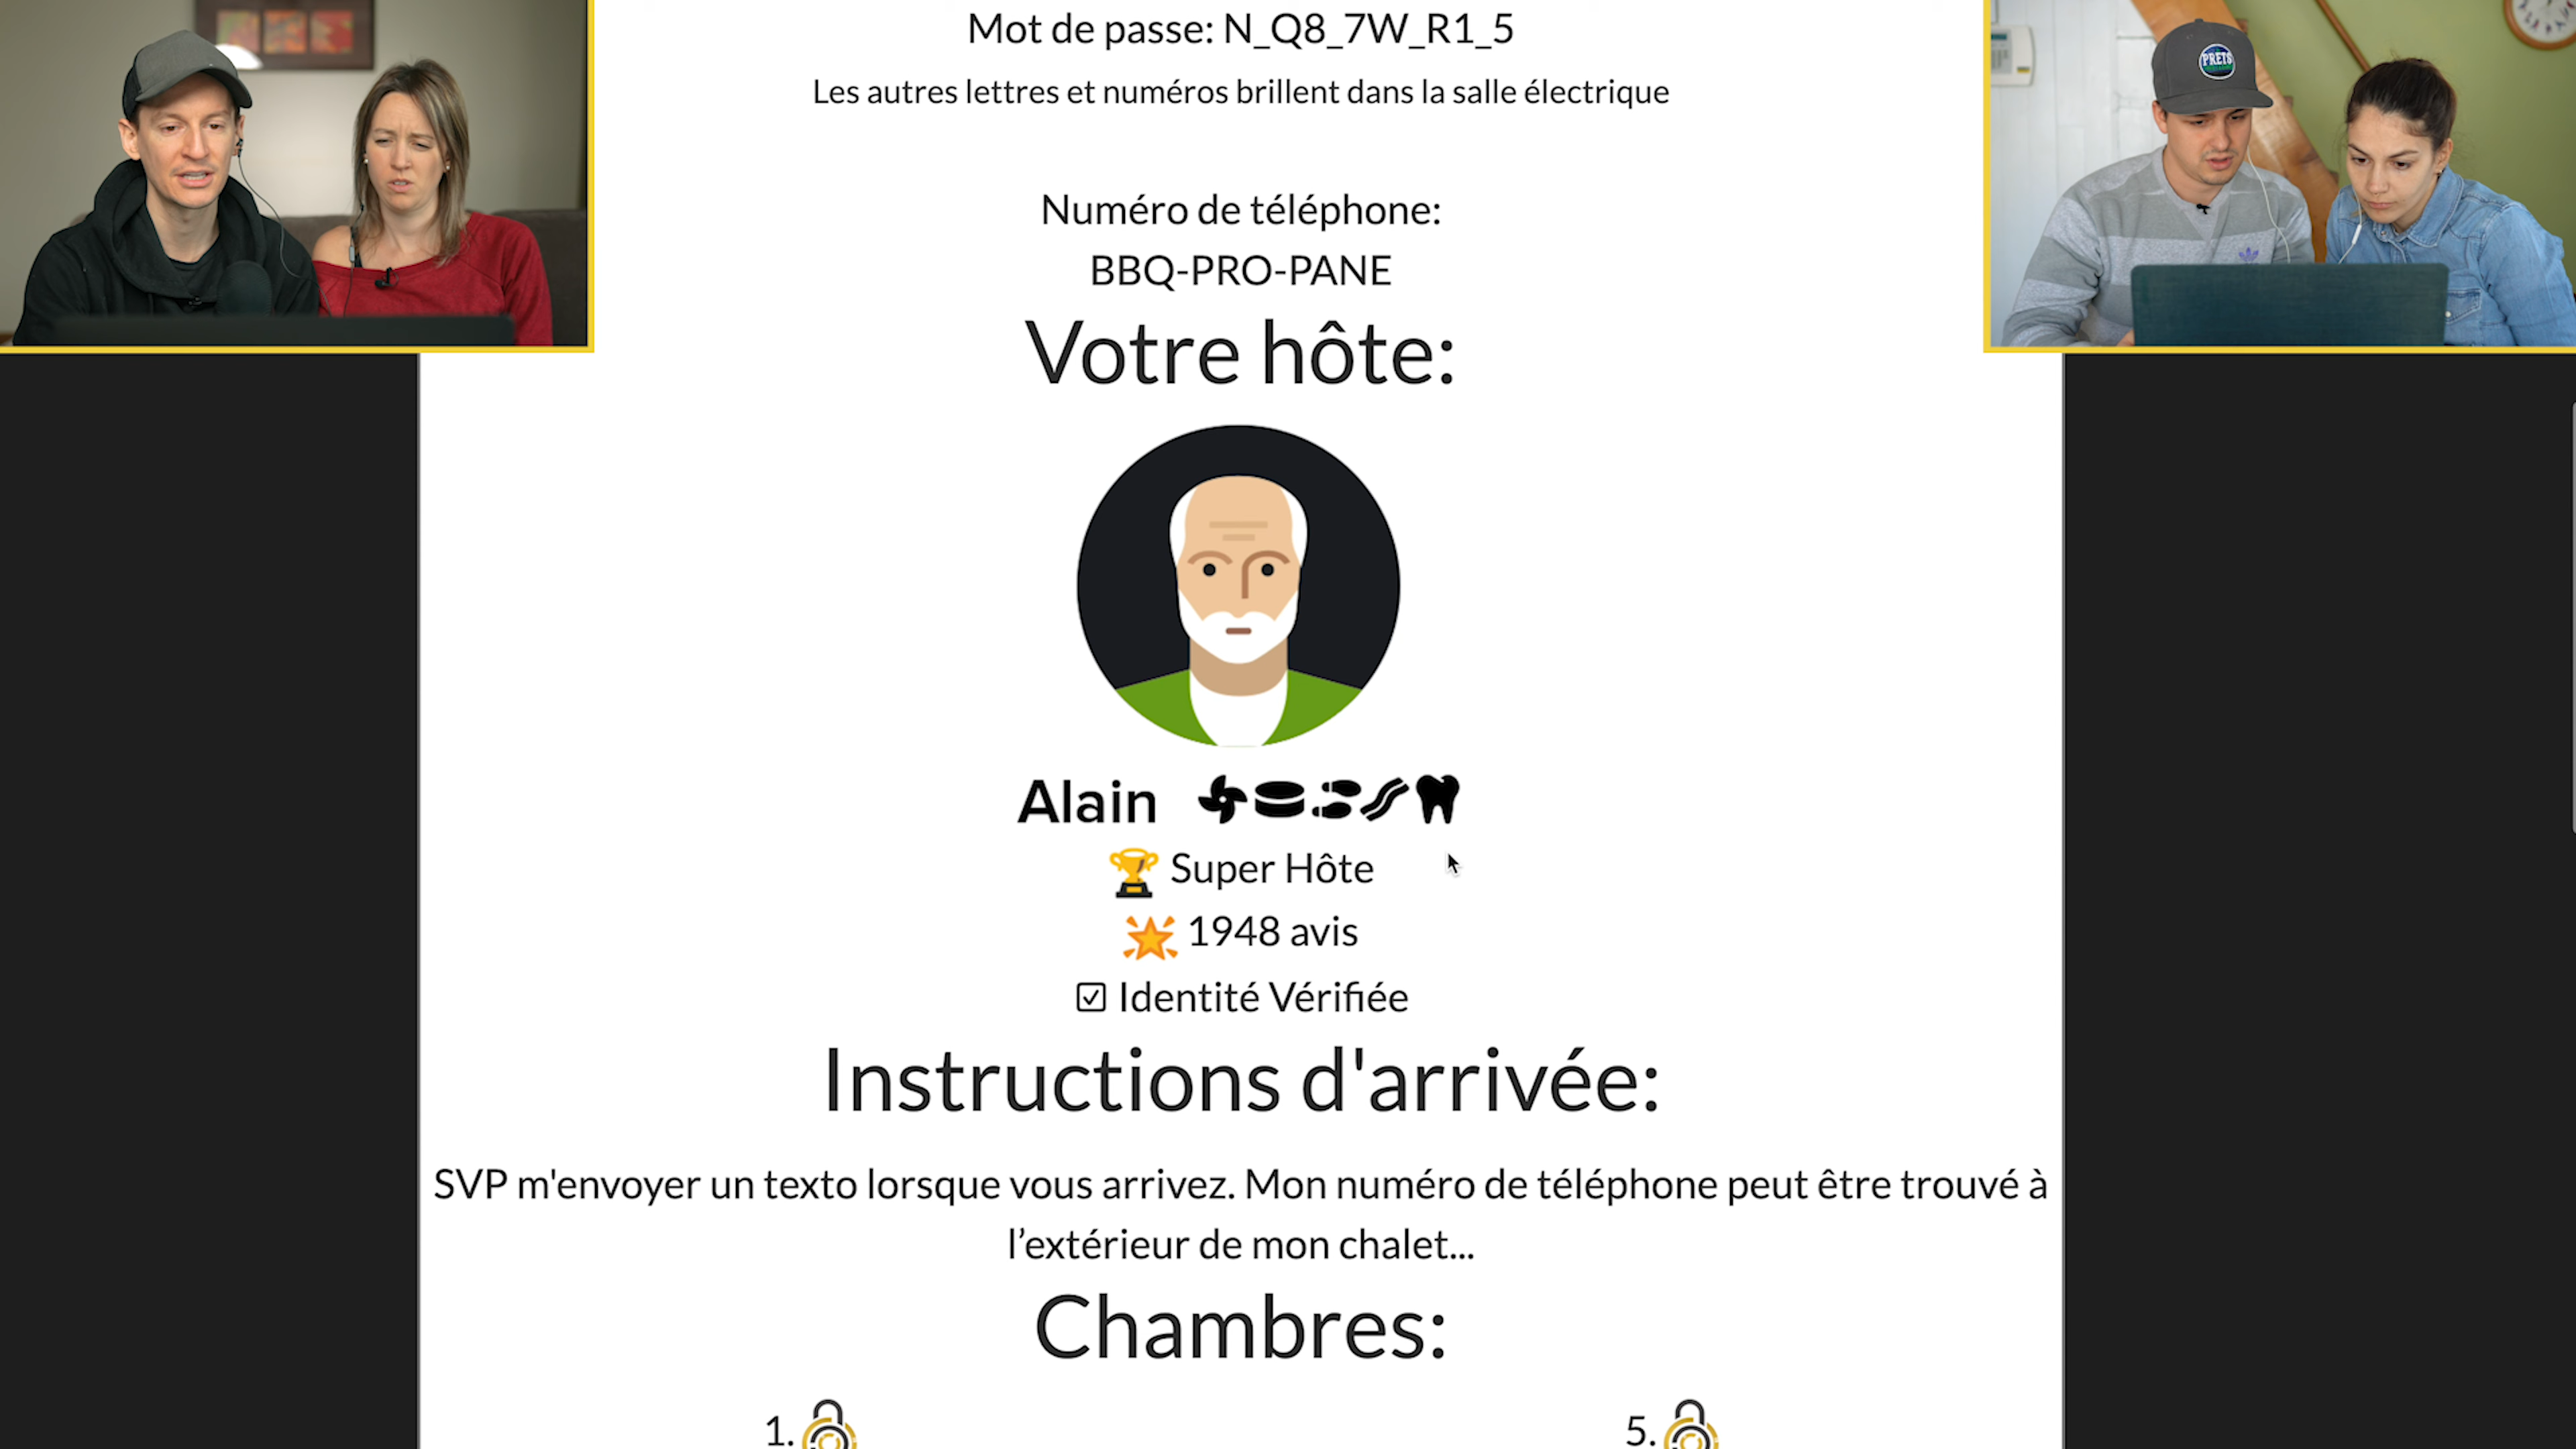 Mot de passe: N_Q8_7W_R1_5
Les autres lettres et numéros brillent dans la salle électrique
PRETS
Numéro de téléphone:
BBQ-PRO-PANE
Votre hôte:
Alain
Super Hôte
1948 avis
Identité Vérifiée
Instructions d'arrivée:
SVP m'envoyer un texto lorsque vous arrivez. Mon numéro de téléphone peut être trouvé à
l’extérieur de mon chalet...
Chambres:
1.
5.